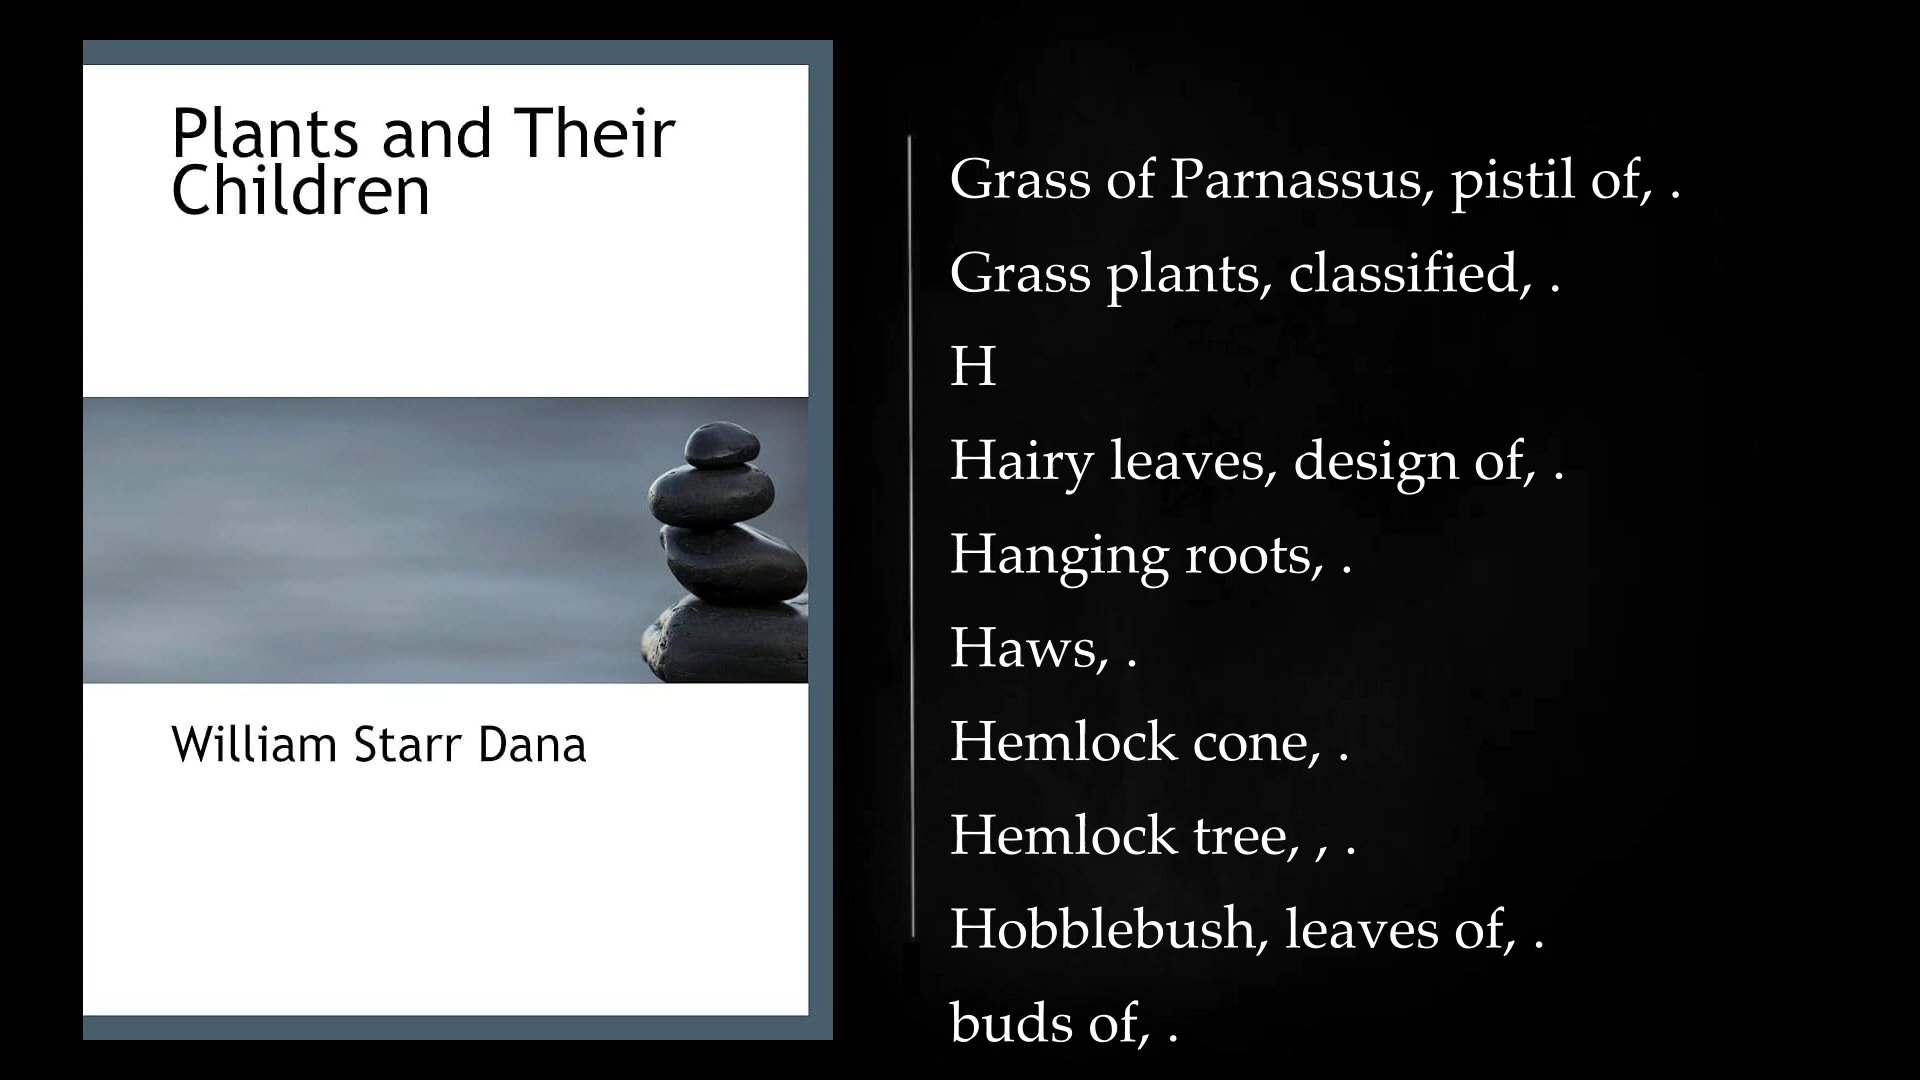 Plants and Their
Children
William Starr Dana
Grass of Parnassus, pistil of, .
Grass plants, classified, .
H
Hairy leaves, design of, .
Hanging roots, .
Haws, .
Hemlock cone, .
Hemlock tree, , .
Hobblebush, leaves of, .
buds of, .